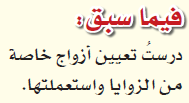 فيما سبق:
درستُ تعيين أزواج خاصة
من الزوايا واستعملتها.